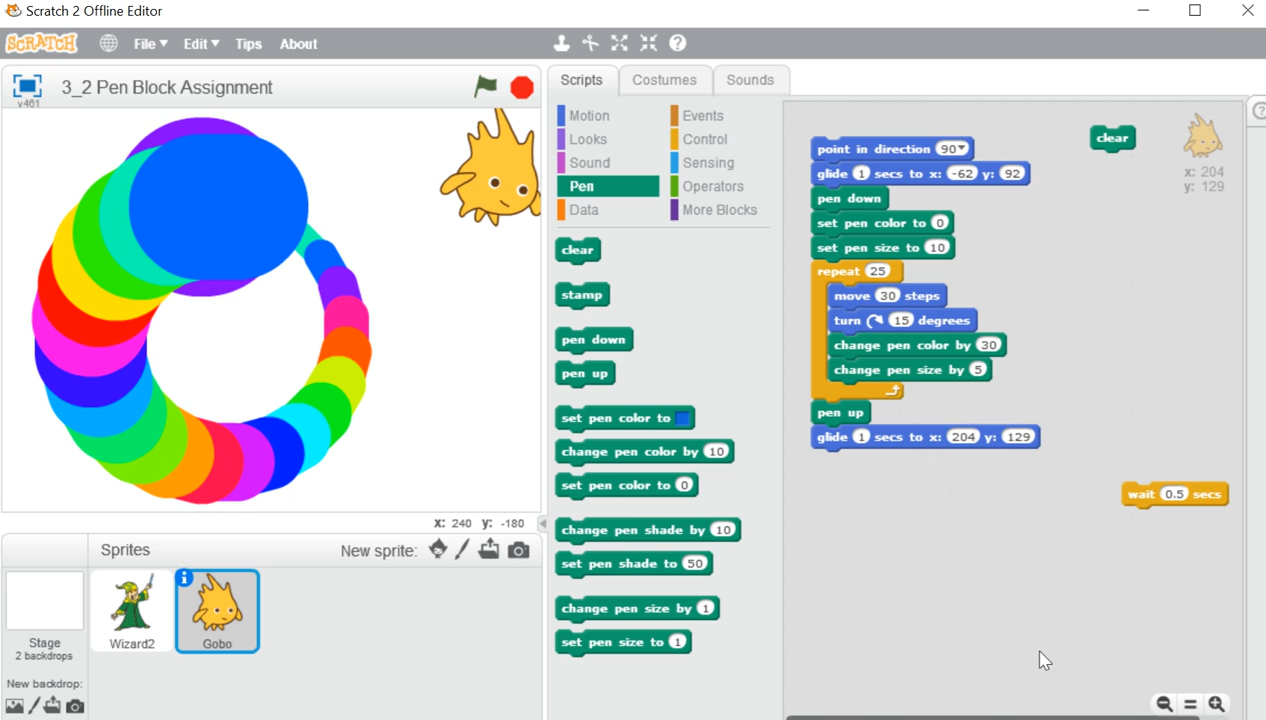 Scratch 2 Offline Editor
SCRATCH File Edit Tips About
3_2 Pen Block Assignment
v461
Scripts Costumes Sounds
Motion Events
Looks Control
Sound Sensing
Pen Operators
Data More Blocks
clear
stamp
pen down
pen up
set pen color to
change pen color by 10
set pen color to 0
change pen shade by 10
set pen shade to 50
change pen size by 1
set pen size to 1
point in direction 90
glide 1 secs to x: -62 y: 92
pen down
set pen color to 0
set pen size to 10
repeat 25
move 30 steps
turn 15 degrees
change pen color by 30
change pen size by 5
pen up
glide 1 secs to x: 204 y: 129
clear
x: 204
y: 129
wait 0.5 secs
x: 240 y: -180
Sprites New sprite:
Stage
2 backdrops
New backdrop:
Wizard2
Gobo